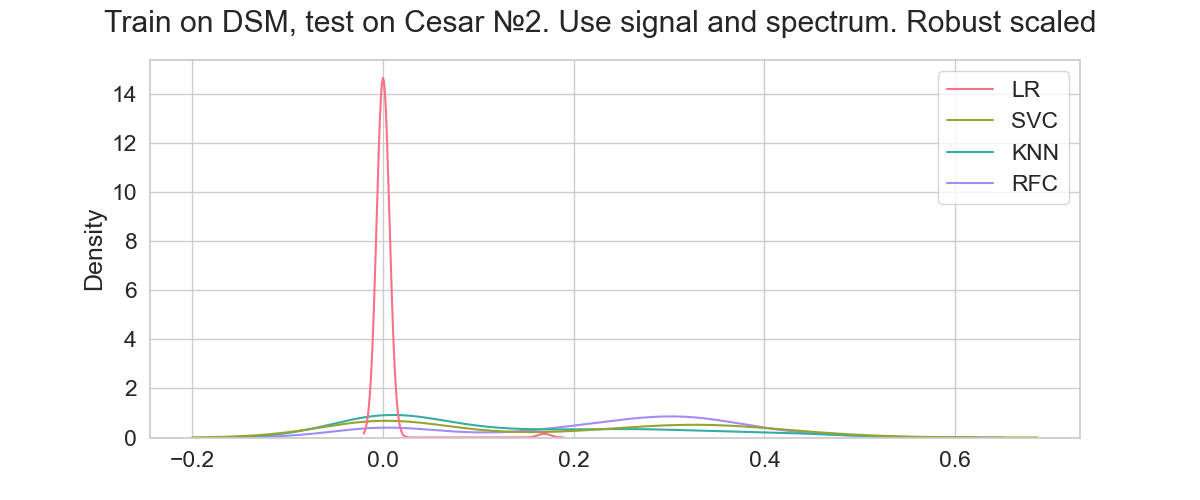 Train on DSM, test on Cesar №2. Use signal and spectrum. Robust scaled
LR
SVC
KNN
RFC
Density
14
12
10
8
6
4
2
0
−0.2
0.0
0.2
0.4
0.6